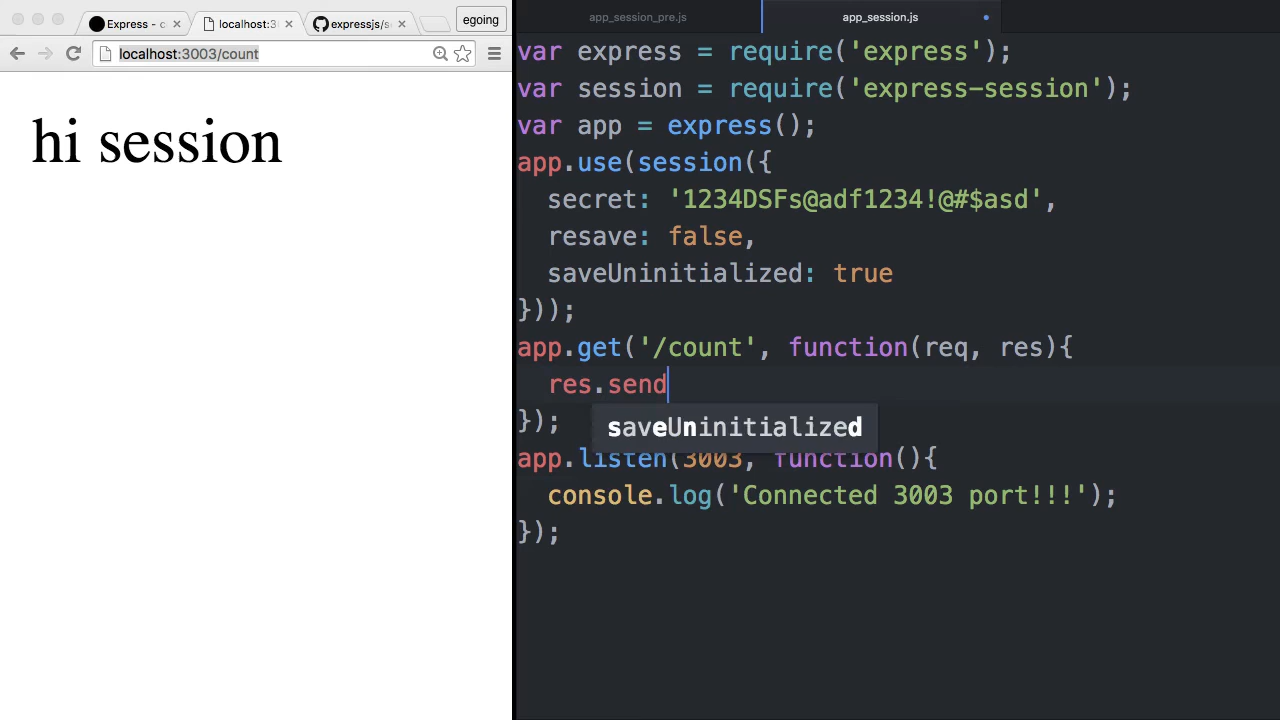 Express - c
localhost:3
expressjs/s
egoing
localhost:3003/count
hi session
app_session_pre.js
app_session.js
var express = require('express');
var session = require('express-session');
var app = express();
app.use(session({
  secret: '1234DSFs@adf1234!@#$asd',
  resave: false,
  saveUninitialized: true
}));
app.get('/count', function(req, res){
  res.send
saveUninitialized
});
app.listen(3003, function(){
  console.log('Connected 3003 port!!!');
});